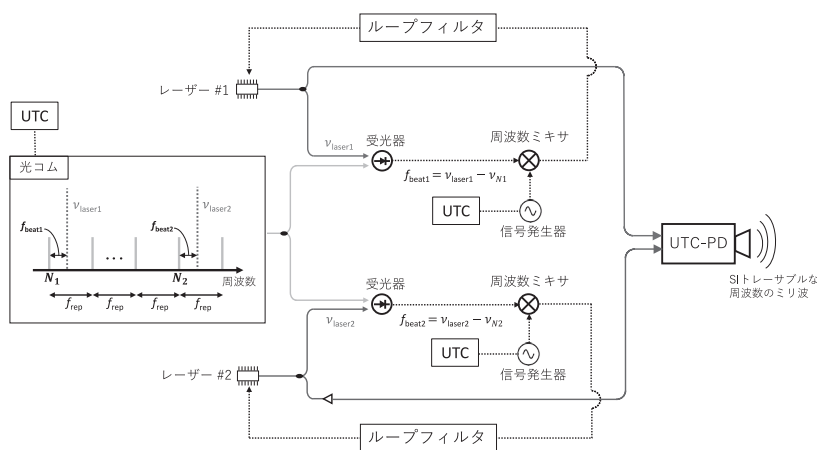 ループフィルタ
レーザー #1
UTC
光コム
ν_laser1
ν_laser2
f_beat1
f_beat2
...
N_1
N_2
周波数
f_rep
f_rep
f_rep
f_rep
ν_laser1
受光器
周波数ミキサ
f_beat1 = ν_laser1 − ν_N1
UTC
信号発生器
UTC-PD
SIトレーサブルな
周波数のミリ波
受光器
周波数ミキサ
ν_laser2
f_beat2 = ν_laser2 − ν_N2
UTC
信号発生器
レーザー #2
ループフィルタ